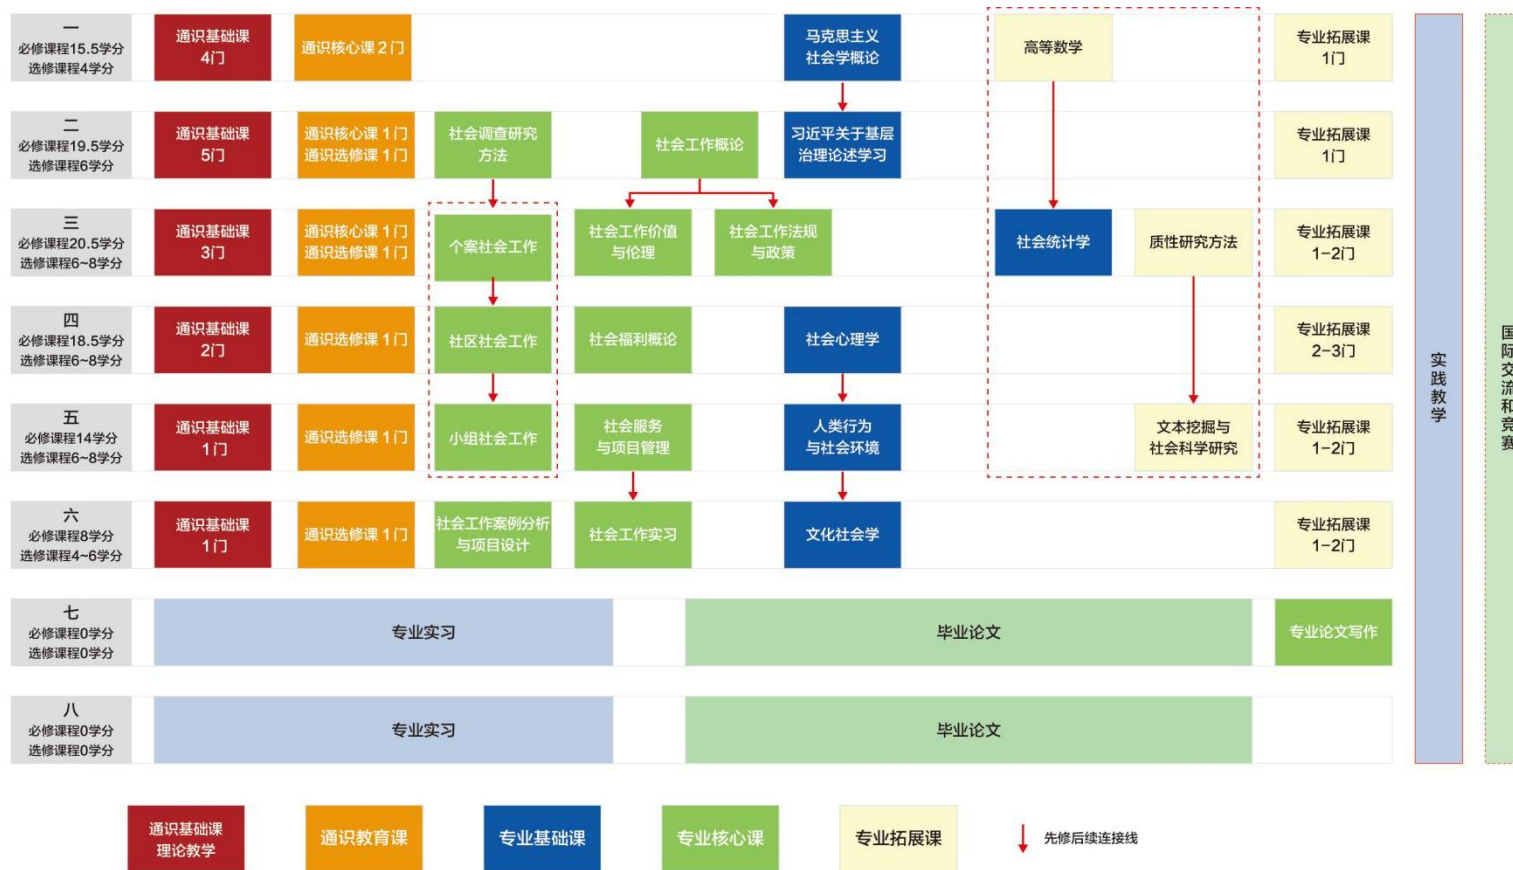 一
必修课程15.5学分
选修课程4学分
通识基础课
4门
通识核心课 2 门
马克思主义
社会学概论
高等数学
专业拓展课
1门
二
必修课程19.5学分
选修课程6学分
通识基础课
5门
通识核心课 1 门
通识选修课 1 门
社会调查研究
方法
社会工作概论
习近平关于基层
治理论述学习
专业拓展课
1门
三
必修课程20.5学分
选修课程6~8学分
通识基础课
3门
通识核心课 1 门
通识选修课 1 门
个案社会工作
社会工作价值
与伦理
社会工作法规
与政策
社会统计学
质性研究方法
专业拓展课
1-2门
四
必修课程18.5学分
选修课程6~8学分
通识基础课
2门
通识选修课 1 门
社区社会工作
社会福利概论
社会心理学
专业拓展课
2-3门
五
必修课程14学分
选修课程6~8学分
通识基础课
1门
通识选修课 1 门
小组社会工作
社会服务
与项目管理
人类行为
与社会环境
文本挖掘与
社会科学研究
专业拓展课
1-2门
六
必修课程8学分
选修课程4~6学分
通识基础课
1门
通识选修课 1 门
社会工作案例分析
与项目设计
社会工作实习
文化社会学
专业拓展课
1-2门
七
必修课程0学分
选修课程0学分
专业实习
毕业论文
专业论文写作
八
必修课程0学分
选修课程0学分
专业实习
毕业论文
实践教学
国际交流和竞赛
通识基础课
理论教学
通识教育课
专业基础课
专业核心课
专业拓展课
先修后续连接线